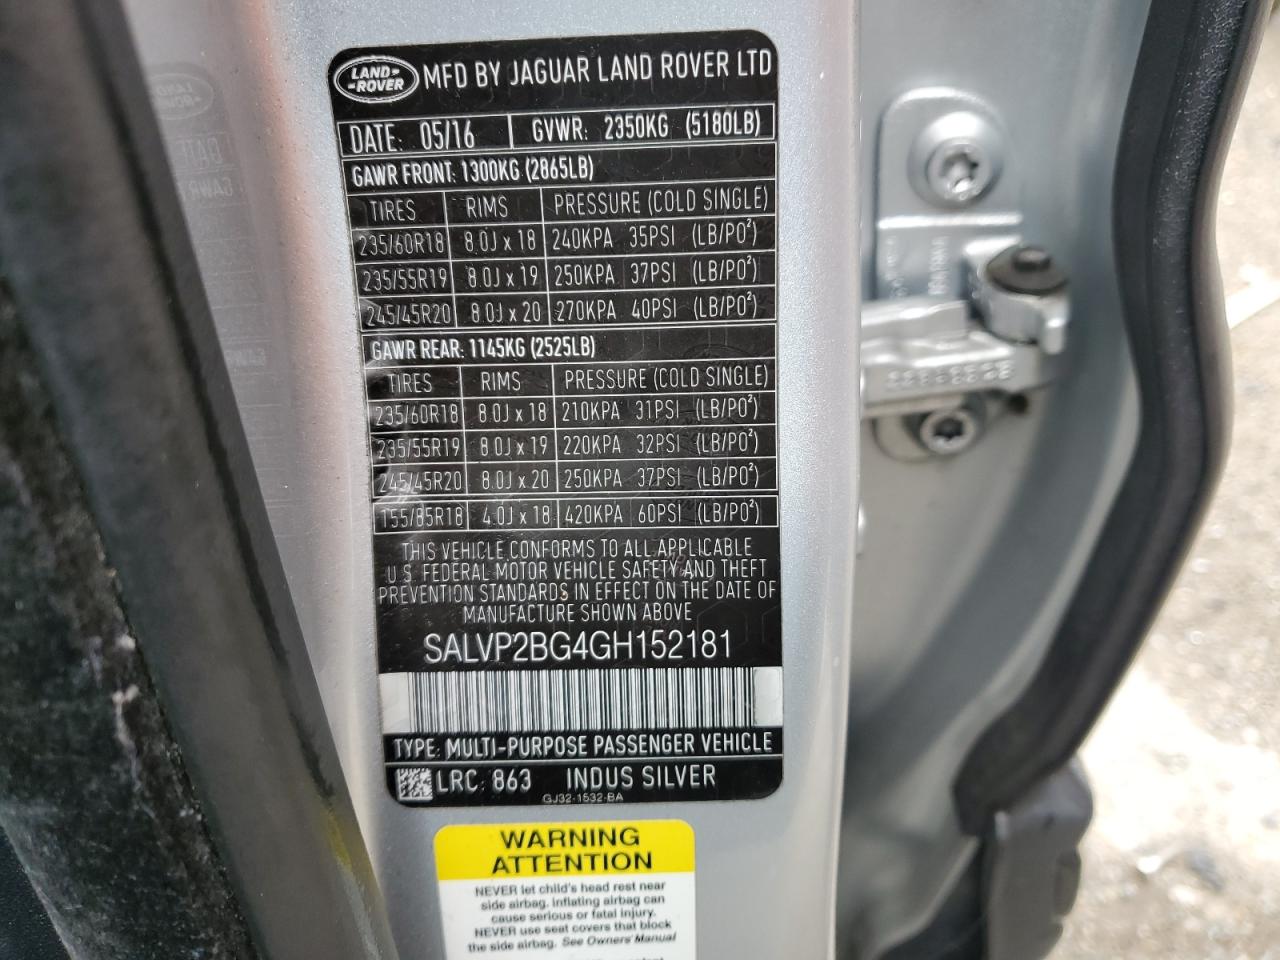 LAND-
-ROVER
MFD BY JAGUAR LAND ROVER LTD
DATE: 05/16 GVWR: 2350KG (5180LB)
GAWR FRONT: 1300KG (2865LB)
TIRES RIMS PRESSURE (COLD SINGLE)
235/60R18 8.0J x 18 240KPA 35PSI (LB/PO²)
235/55R19 8.0J x 19 250KPA 37PSI (LB/PO²)
245/45R20 8.0J x 20 270KPA 40PSI (LB/PO²)
GAWR REAR: 1145KG (2525LB)
TIRES RIMS PRESSURE (COLD SINGLE)
235/60R18 8.0J x 18 210KPA 31PSI (LB/PO²)
235/55R19 8.0J x 19 220KPA 32PSI (LB/PO²)
245/45R20 8.0J x 20 250KPA 37PSI (LB/PO²)
T55/85R18 4.0J x 18 420KPA 60PSI (LB/PO²)
THIS VEHICLE CONFORMS TO ALL APPLICABLE
U.S. FEDERAL MOTOR VEHICLE SAFETY AND THEFT
PREVENTION STANDARDS IN EFFECT ON THE DATE OF
MANUFACTURE SHOWN ABOVE
SALVP2BG4GH152181
TYPE: MULTI-PURPOSE PASSENGER VEHICLE
LRC: 863 INDUS SILVER
GJ32-1532-BA
WARNING
ATTENTION
NEVER let child's head rest near
side airbag. inflating airbag can
cause serious or fatal injury.
NEVER use seat covers that block
the side airbag. See Owners Manual